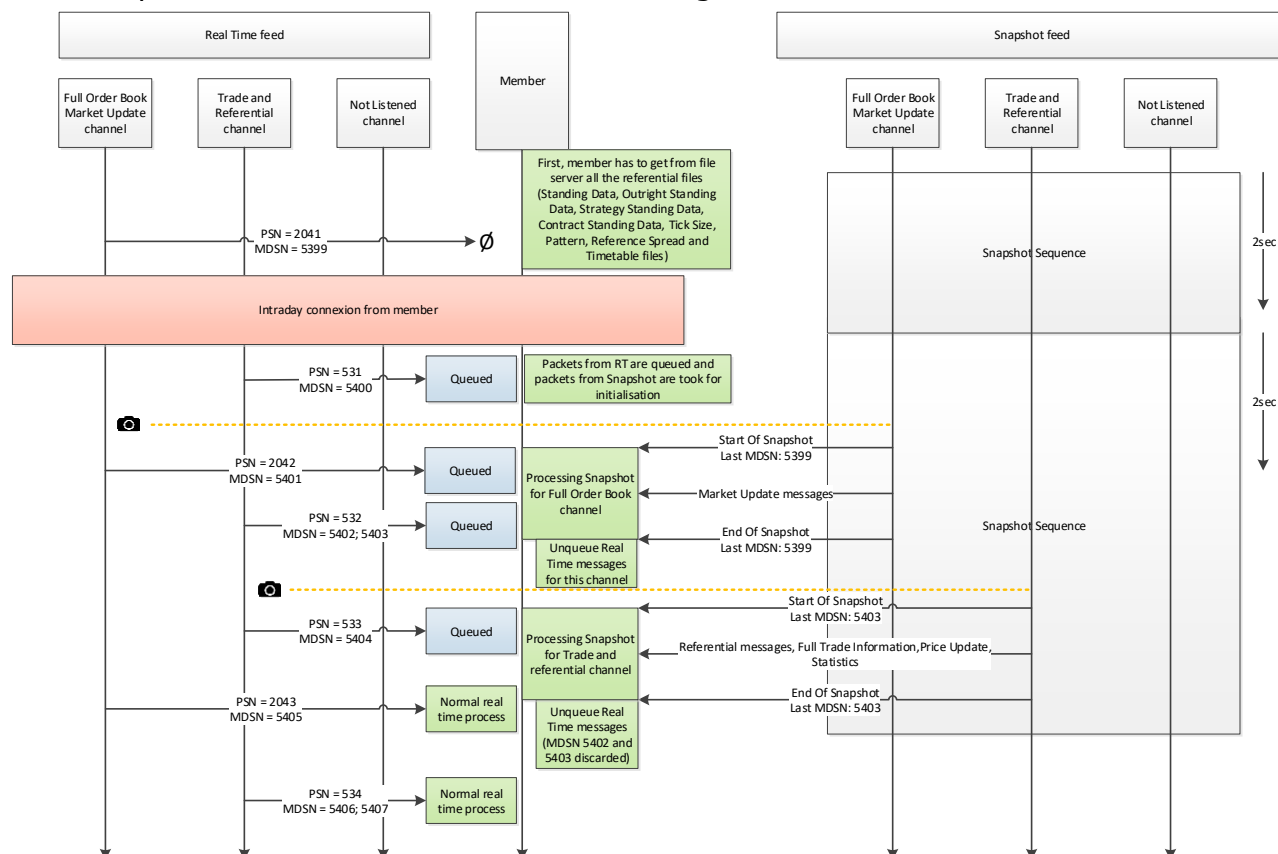 Real Time feed
Snapshot feed
Member
Full Order Book
Market Update
channel
Trade and
Referential
channel
Not Listened
channel
Full Order Book
Market Update
channel
Trade and
Referential
channel
Not Listened
channel
First, member has to get from file
server all the referential files
(Standing Data, Outright Standing
Data, Strategy Standing Data,
Contract Standing Data, Tick Size,
Pattern, Reference Spread and
Timetable files)
PSN = 2041
MDSN = 5399
Ø
Snapshot Sequence
2sec
Intraday connexion from member
PSN = 531
MDSN = 5400
Queued
Packets from RT are queued and
packets from Snapshot are took for
initialisation
2sec
Start Of Snapshot
Last MDSN: 5399
PSN = 2042
MDSN = 5401
Queued
Processing Snapshot
for Full Order Book
channel
Market Update messages
PSN = 532
MDSN = 5402; 5403
Queued
End Of Snapshot
Last MDSN: 5399
Snapshot Sequence
Unqueue Real
Time messages
for this channel
Start Of Snapshot
Last MDSN: 5403
PSN = 533
MDSN = 5404
Queued
Processing Snapshot
for Trade and
referential channel
Referential messages, Full Trade Information,Price Update,
Statistics
End Of Snapshot
Last MDSN: 5403
PSN = 2043
MDSN = 5405
Normal real
time process
Unqueue Real
Time messages
(MDSN 5402 and
5403 discarded)
PSN = 534
MDSN = 5406; 5407
Normal real
time process